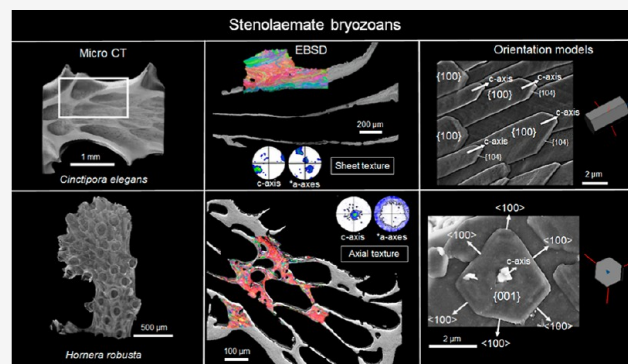 Stenolaemate bryozoans
Micro CT
EBSD
Orientation models
1 mm
Cinctipora elegans
200 µm
c-axis
*a-axes
Sheet texture
{100}
c-axis
c-axis
{100}
{104}
{100}
c-axis
{100}
{104}
{100}
{104}
2 µm
500 µm
Hornera robusta
c-axis
*a-axes
Axial texture
100 µm
<100>
<100>
<100>
c-axis
{001}
<100>
<100>
<100>
2 µm